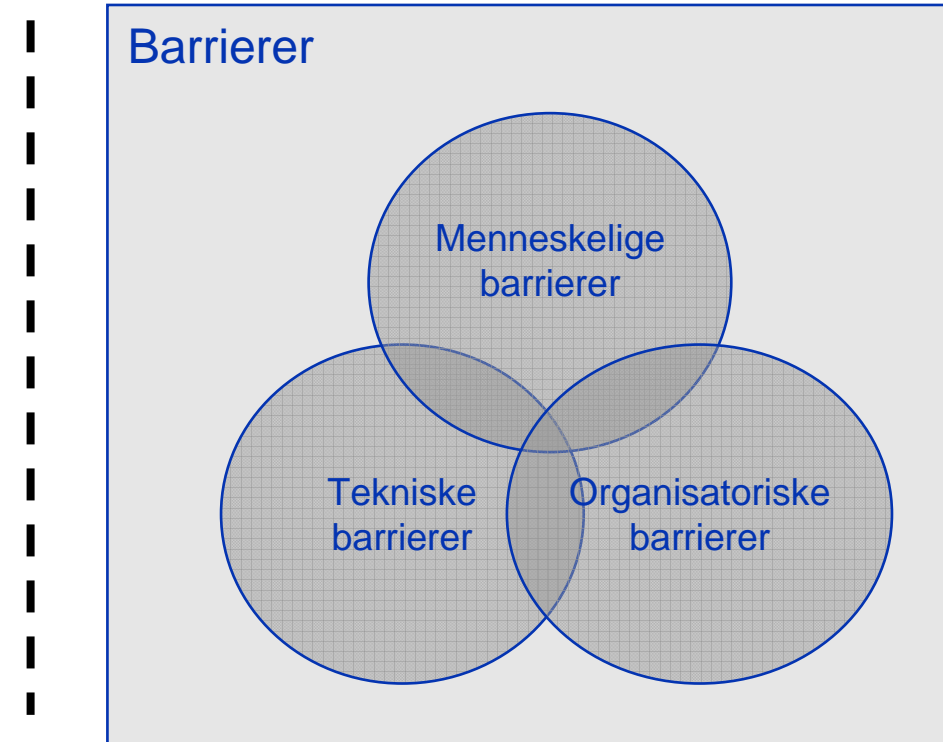 Barrierer
Menneskelige
barrierer
Tekniske
barrierer
Organisatoriske
barrierer